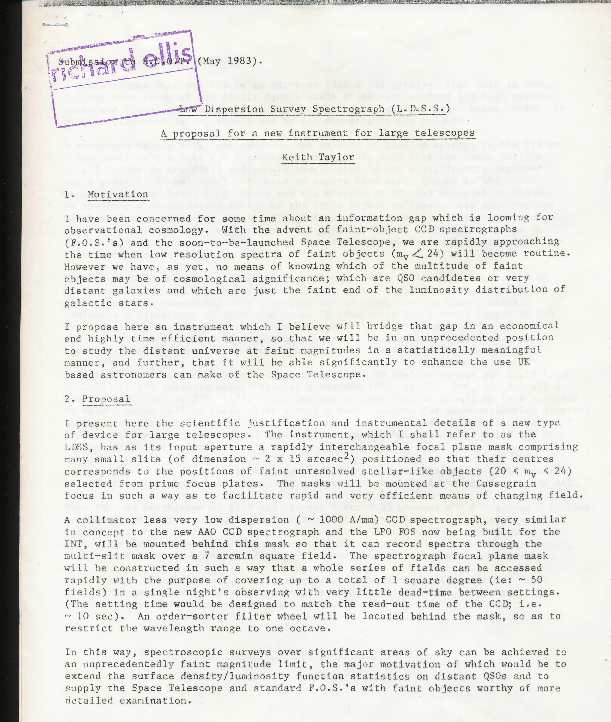 Submission to S.E.R.C. (May 1983).
richard ellis
Low Dispersion Survey Spectrograph (L.D.S.S.)
A proposal for a new instrument for large telescopes
Keith Taylor
1. Motivation
I have been concerned for some time about an information gap which is looming for
observational cosmology. With the advent of faint-object CCD spectrographs
(F.O.S.'s) and the soon-to-be-launched Space Telescope, we are rapidly approaching
the time when low resolution spectra of faint objects (mv ≲ 24) will become routine.
However we have, as yet, no means of knowing which of the multitude of faint
objects may be of cosmological significance; which are QSO candidates or very
distant galaxies and which are just the faint end of the luminosity distribution of
galactic stars.
I propose here an instrument which I believe will bridge that gap in an economical
and highly time efficient manner, so that we will be in an unprecedented position
to study the distant universe at faint magnitudes in a statistically meaningful
manner, and further, that it will be able significantly to enhance the use UK
based astronomers can make of the Space Telescope.
2. Proposal
I present here the scientific justification and instrumental details of a new type
of device for large telescopes. The instrument, which I shall refer to as the
LDSS, has as its input aperture a rapidly interchangeable focal plane mask comprising
many small slits (of dimension ~ 2 x 15 arcsec2) positioned so that their centres
corresponds to the positions of faint unresolved stellar-like objects (20 < mv < 24)
selected from prime focus plates. The masks will be mounted at the Cassegrain
focus in such a way as to facilitate rapid and very efficient means of changing field.
A collimator less very low dispersion ( ~ 1000 A/mm) CCD spectrograph, very similar
in concept to the new AAO CCD spectrograph and the LPO FOS now being built for the
INT, will be mounted behind this mask so that it can record spectra through the
multi-slit mask over a 7 arcmin square field. The spectrograph focal plane mask
will be constructed in such a way that a whole series of fields can be accessed
rapidly with the purpose of covering up to a total of 1 square degree (ie: ~ 50
fields) in a single night's observing with very little dead-time between settings.
(The setting time would be designed to match the read-out time of the CCD; i.e.
~ 10 sec). An order-sorter filter wheel will be located behind the mask, so as to
restrict the wavelength range to one octave.
In this way, spectroscopic surveys over significant areas of sky can be achieved to
an unprecedentedly faint magnitude limit, the major motivation of which would be to
extend the surface density/luminosity function statistics on distant QSOs and to
supply the Space Telescope and standard F.O.S.'s with faint objects worthy of more
detailed examination.